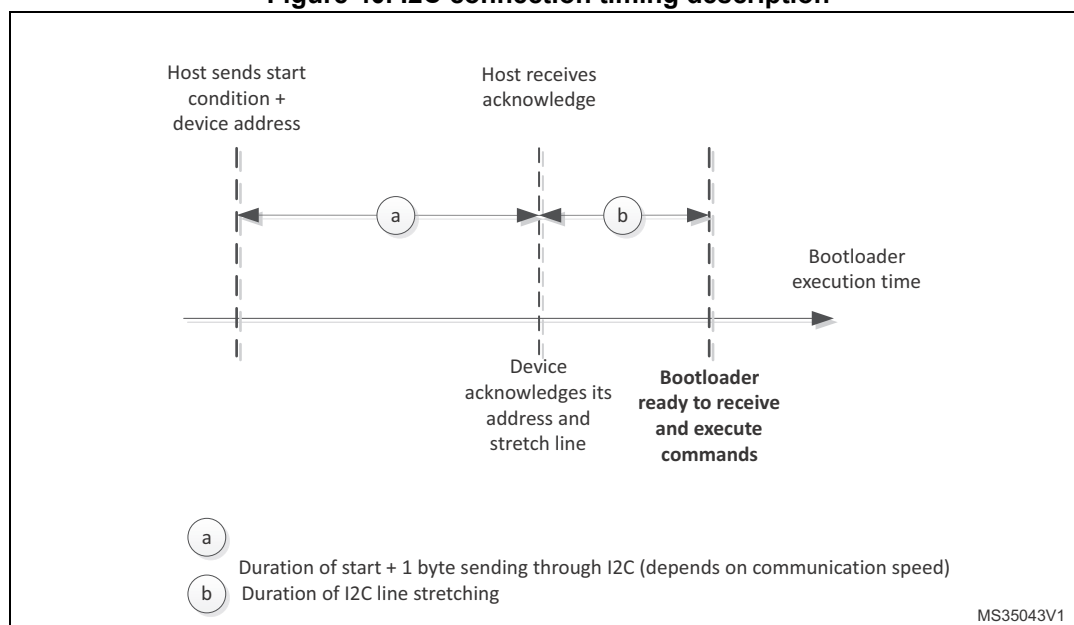 Figure 40. I2C connection timing description
Host sends start
condition +
device address
Host receives
acknowledge
a
b
Bootloader
execution time
Device
acknowledges its
address and
stretch line
Bootloader
ready to receive
and execute
commands
a
Duration of start + 1 byte sending through I2C (depends on communication speed)
b
Duration of I2C line stretching
MS35043V1